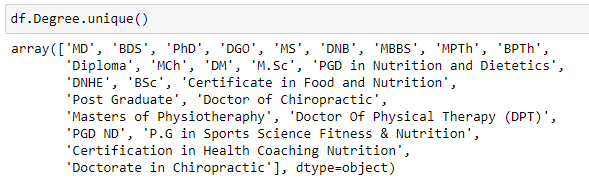 df.Degree.unique()
array(['MD', 'BDS', 'PhD', 'DGO', 'MS', 'DNB', 'MBBS', 'MPTh', 'BPTh',
'Diploma', 'MCh', 'DM', 'M.Sc', 'PGD in Nutrition and Dietetics',
'DNHE', 'BSc', 'Certificate in Food and Nutrition',
'Post Graduate', 'Doctor of Chiropractic',
'Masters of Physiotheraphy', 'Doctor Of Physical Therapy (DPT)',
'PGD ND', 'P.G in Sports Science Fitness & Nutrition',
'Certification in Health Coaching Nutrition',
'Doctorate in Chiropractic'], dtype=object)